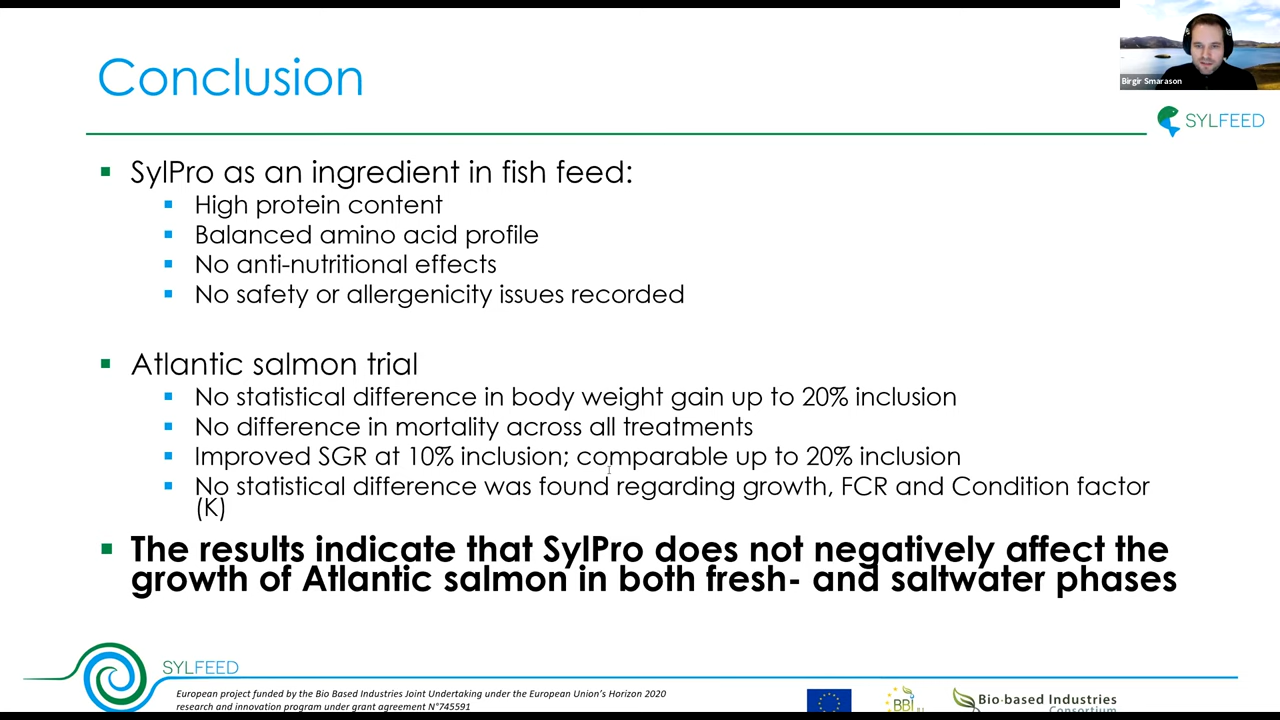 Conclusion
Birgir Smarason
SYLFEED
SylPro as an ingredient in fish feed:
High protein content
Balanced amino acid profile
No anti-nutritional effects
No safety or allergenicity issues recorded
Atlantic salmon trial
No statistical difference in body weight gain up to 20% inclusion
No difference in mortality across all treatments
Improved SGR at 10% inclusion; comparable up to 20% inclusion
No statistical difference was found regarding growth, FCR and Condition factor
(K)
The results indicate that SylPro does not negatively affect the
growth of Atlantic salmon in both fresh- and saltwater phases
SYLFEED
European project funded by the Bio Based Industries Joint Undertaking under the European Union's Horizon 2020
research and innovation program under grant agreement N°745591
BBI
Bio-based Industries
Consortium